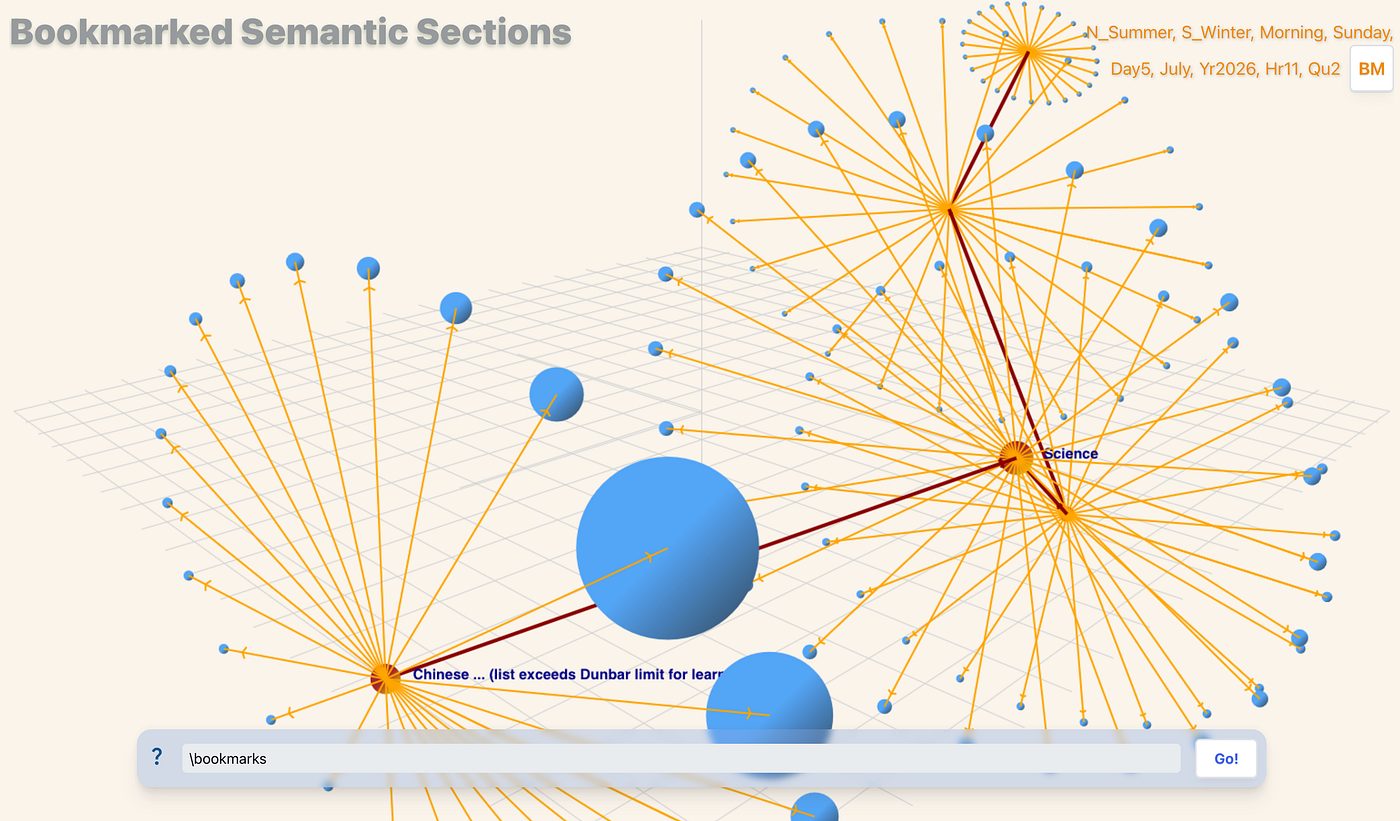 Bookmarked Semantic Sections
N_Summer, S_Winter, Morning, Sunday,
Day5, July, Yr2026, Hr11, Qu2
BM
Science
Chinese ... (list exceeds Dunbar limit for
?
\bookmarks
Go!